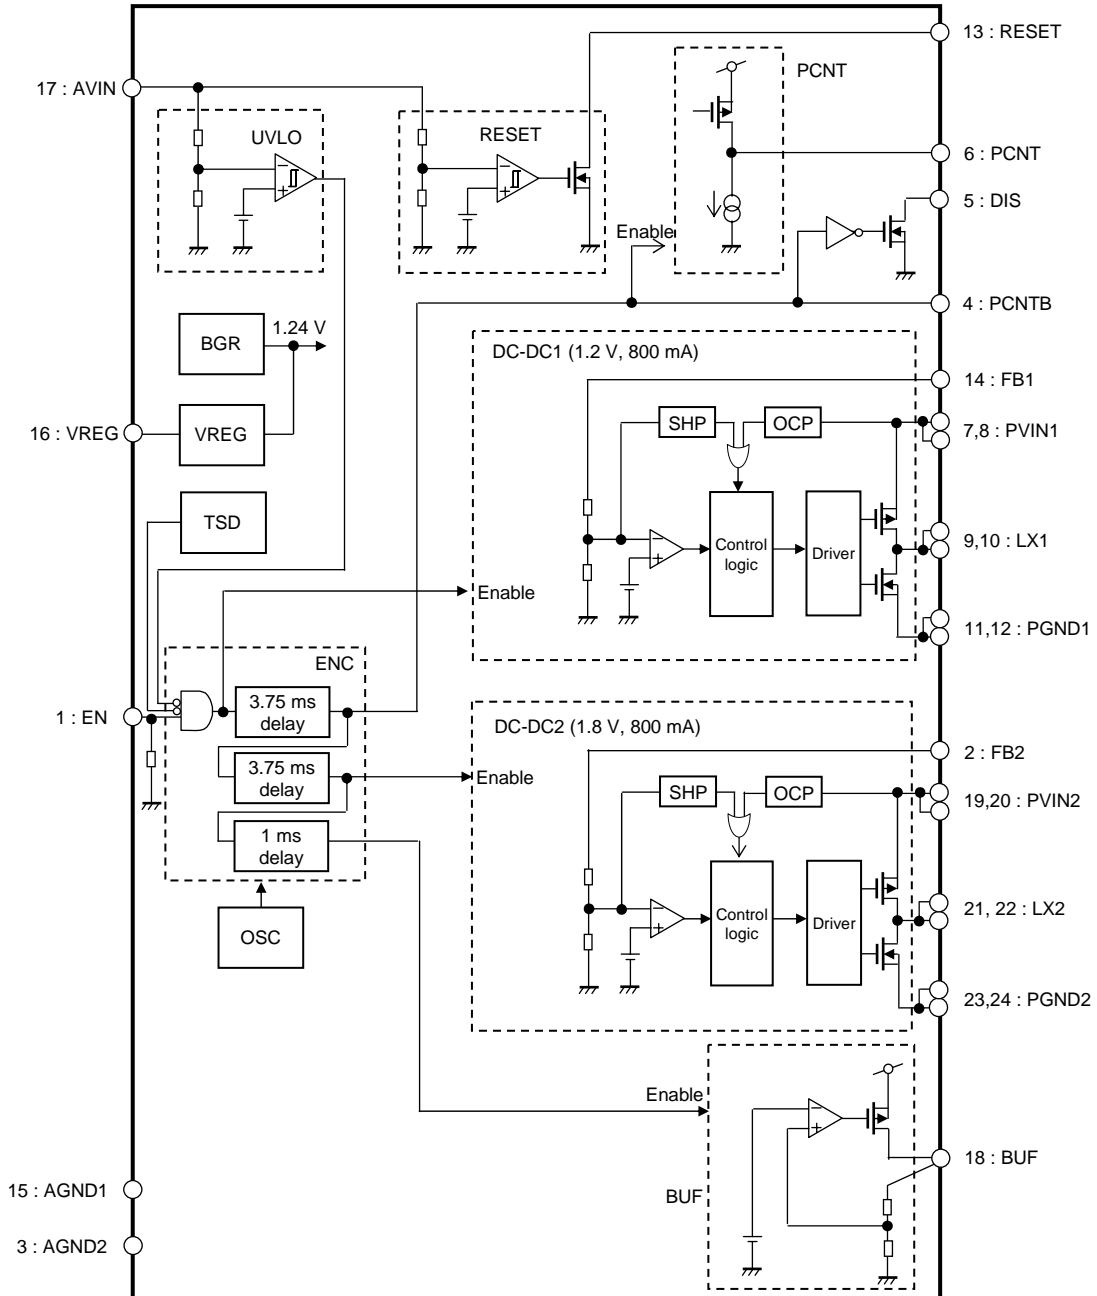 13 : RESET
PCNT
17 : AVIN
UVLO
RESET
6 : PCNT
5 : DIS
Enable
4 : PCNTB
BGR
1.24 V
DC-DC1 (1.2 V, 800 mA)
14 : FB1
SHP
OCP
7,8 : PVIN1
16 : VREG
VREG
TSD
Control
logic
Driver
9,10 : LX1
Enable
11,12 : PGND1
ENC
3.75 ms
delay
1 : EN
DC-DC2 (1.8 V, 800 mA)
2 : FB2
3.75 ms
delay
Enable
SHP
OCP
19,20 : PVIN2
1 ms
delay
Control
logic
Driver
21, 22 : LX2
OSC
23,24 : PGND2
Enable
18 : BUF
BUF
15 : AGND1
3 : AGND2